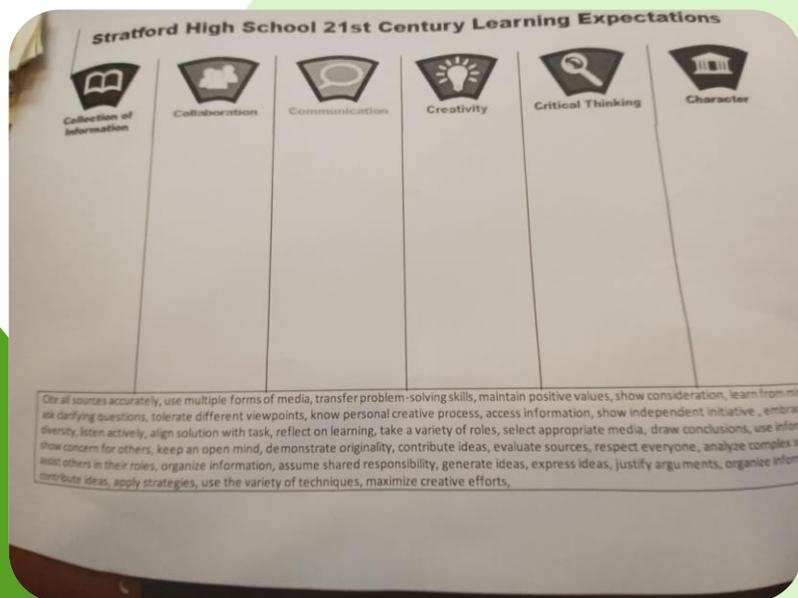 Stratford High School 21st Century Learning Expectations
Collection of
Information
Collaboration
Communication
Creativity
Critical Thinking
Character
Cite all sources accurately, use multiple forms of media, transfer problem-solving skills, maintain positive values, show consideration, learn from
ask clarifying questions, tolerate different viewpoints, know personal creative process, access information, show independent initiative ,
diversity, listen actively, align solution with task, reflect on learning, take a variety of roles, select appropriate media, draw conclusions, use
show concern for others, keep an open mind, demonstrate originality, contribute ideas, evaluate sources, respect everyone, analyze complex
assist others in their roles, organize information, assume shared responsibility, generate ideas, express ideas, justify arguments, organize
contribute ideas, apply strategies, use the variety of techniques, maximize creative efforts,